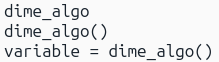 dime_algo
dime_algo()
variable = dime_algo()